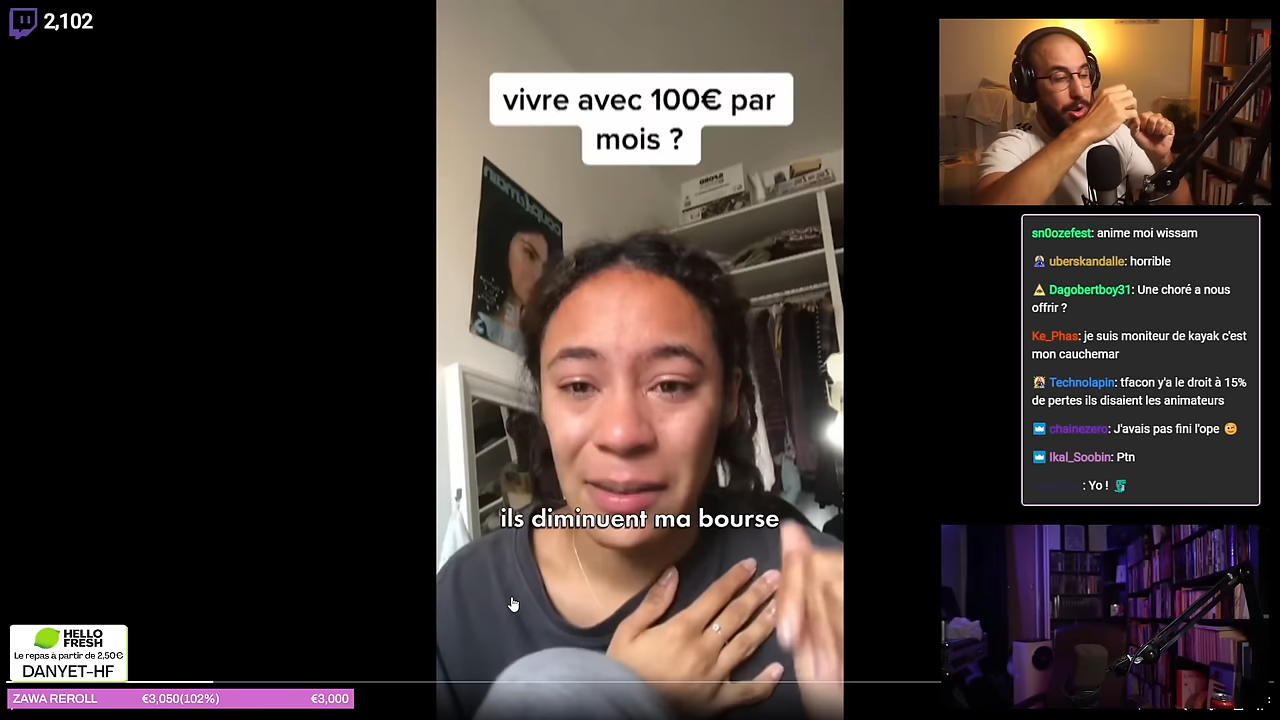 2,102
vivre avec 100€ par
mois ?
ils diminuent ma bourse
sn0ozefest: anime moi wissam
uberskandalle: horrible
Dagobertboy31: Une choré a nous
offrir ?
Ke_Phas: je suis moniteur de kayak c'est
mon cauchemar
Technolapin: tfacon y'a le droit à 15%
de pertes ils disaient les animateurs
chainezero: J'avais pas fini l'ope 😉
Ikal_Soobin: Ptn
: Yo !
HELLO
FRESH
Le repas à partir de 2,50€
DANYET-HF
ZAWA REROLL €3,050(102%) €3,000